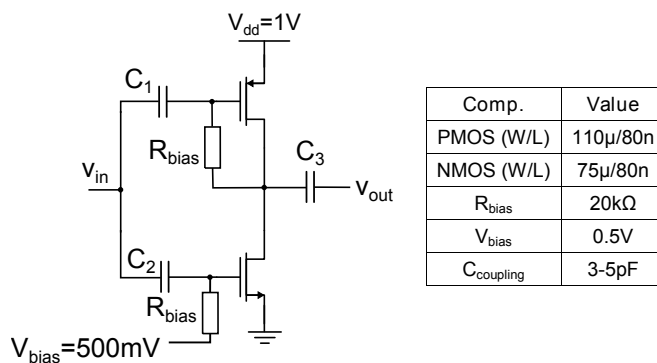 V_dd=1V
C_1
R_bias
C_3
v_in
v_out
C_2
R_bias
V_bias=500mV
Comp. Value
PMOS (W/L) 110µ/80n
NMOS (W/L) 75µ/80n
R_bias 20kΩ
V_bias 0.5V
C_coupling 3-5pF